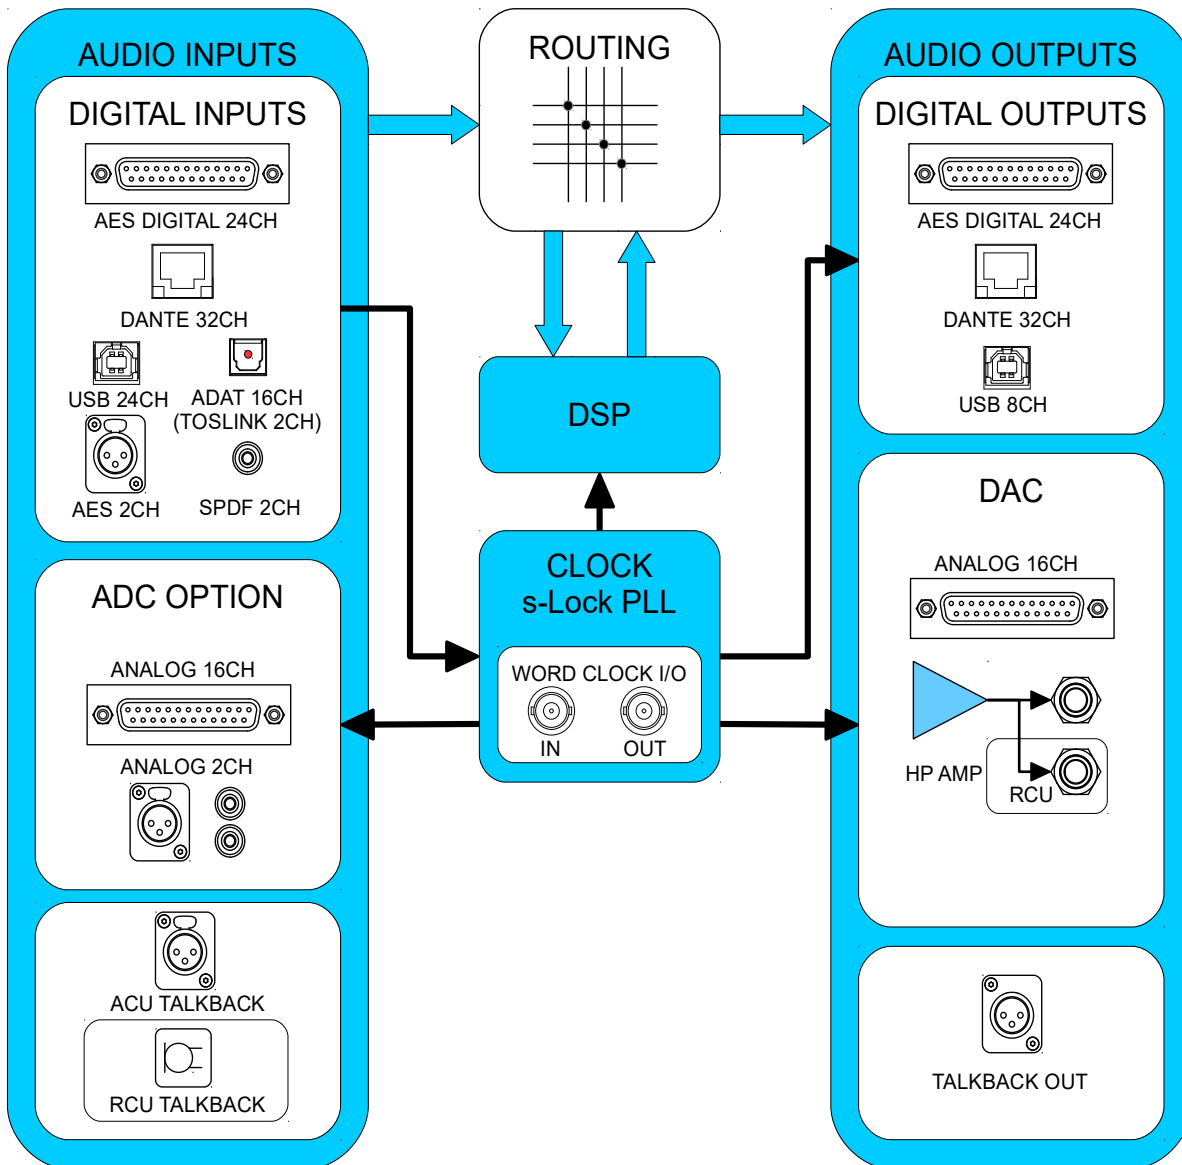 AUDIO INPUTS
DIGITAL INPUTS
AES DIGITAL 24CH
DANTE 32CH
USB 24CH
ADAT 16CH
(TOSLINK 2CH)
AES 2CH
SPDF 2CH
ADC OPTION
ANALOG 16CH
ANALOG 2CH
ACU TALKBACK
RCU TALKBACK
ROUTING
DSP
CLOCK
s-Lock PLL
WORD CLOCK I/O
IN
OUT
AUDIO OUTPUTS
DIGITAL OUTPUTS
AES DIGITAL 24CH
DANTE 32CH
USB 8CH
DAC
ANALOG 16CH
HP AMP
RCU
TALKBACK OUT